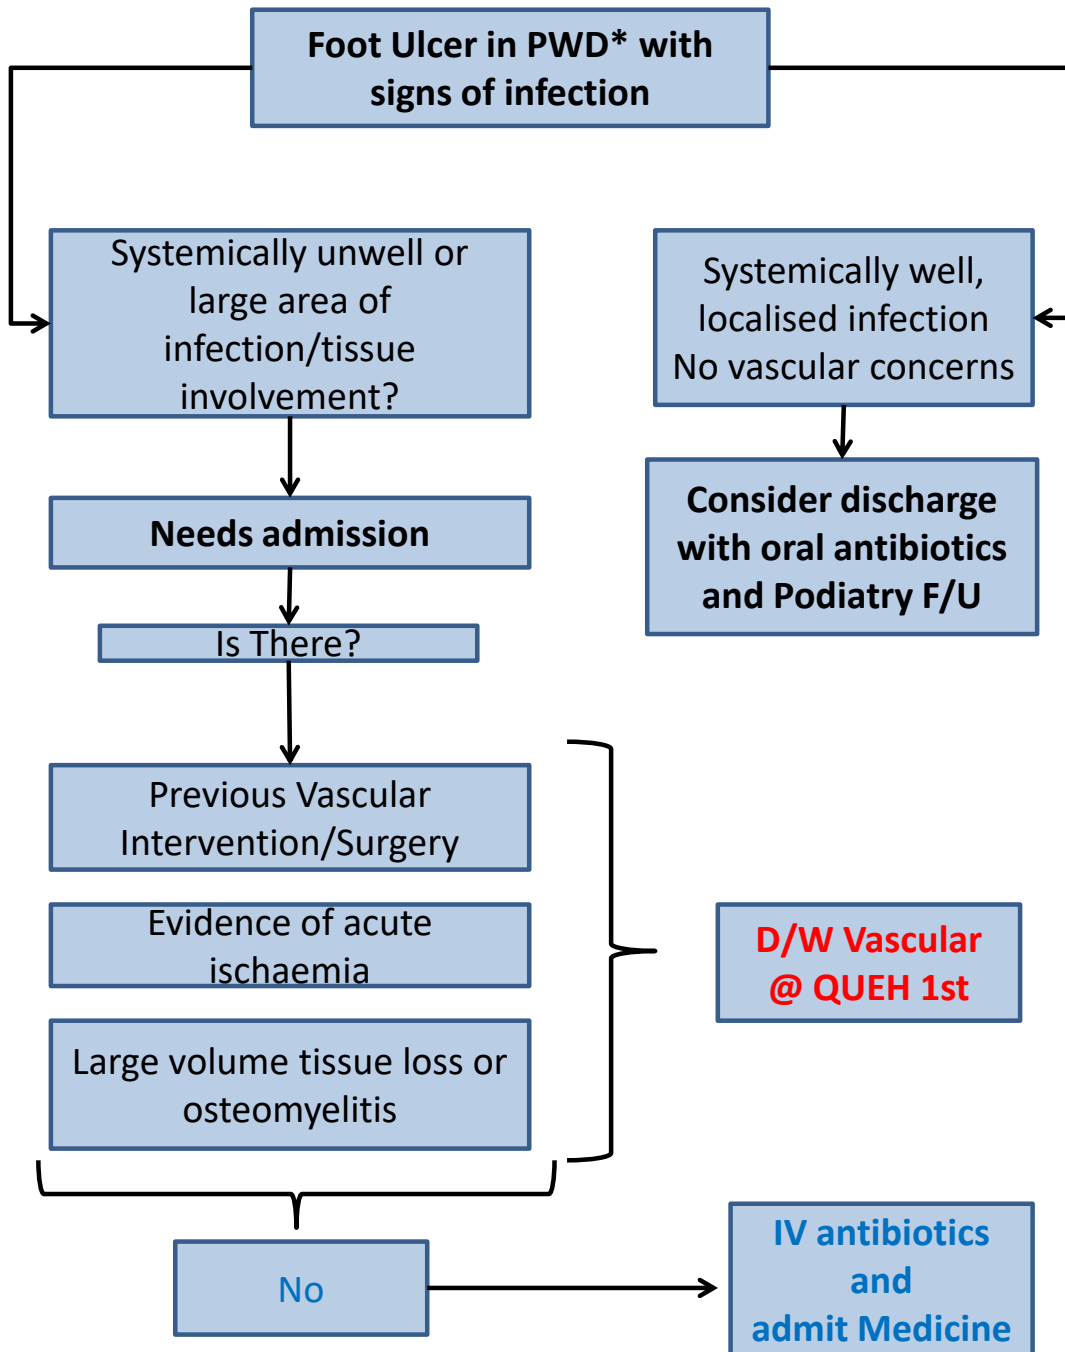 Foot Ulcer in PWD* with
signs of infection
Systemically unwell or
large area of
infection/tissue
involvement?
Systemically well,
localised infection
No vascular concerns
Needs admission
Consider discharge
with oral antibiotics
and Podiatry F/U
Is There?
Previous Vascular
Intervention/Surgery
Evidence of acute
ischaemia
Large volume tissue loss or
osteomyelitis
D/W Vascular
@ QUEH 1st
No
IV antibiotics
and
admit Medicine